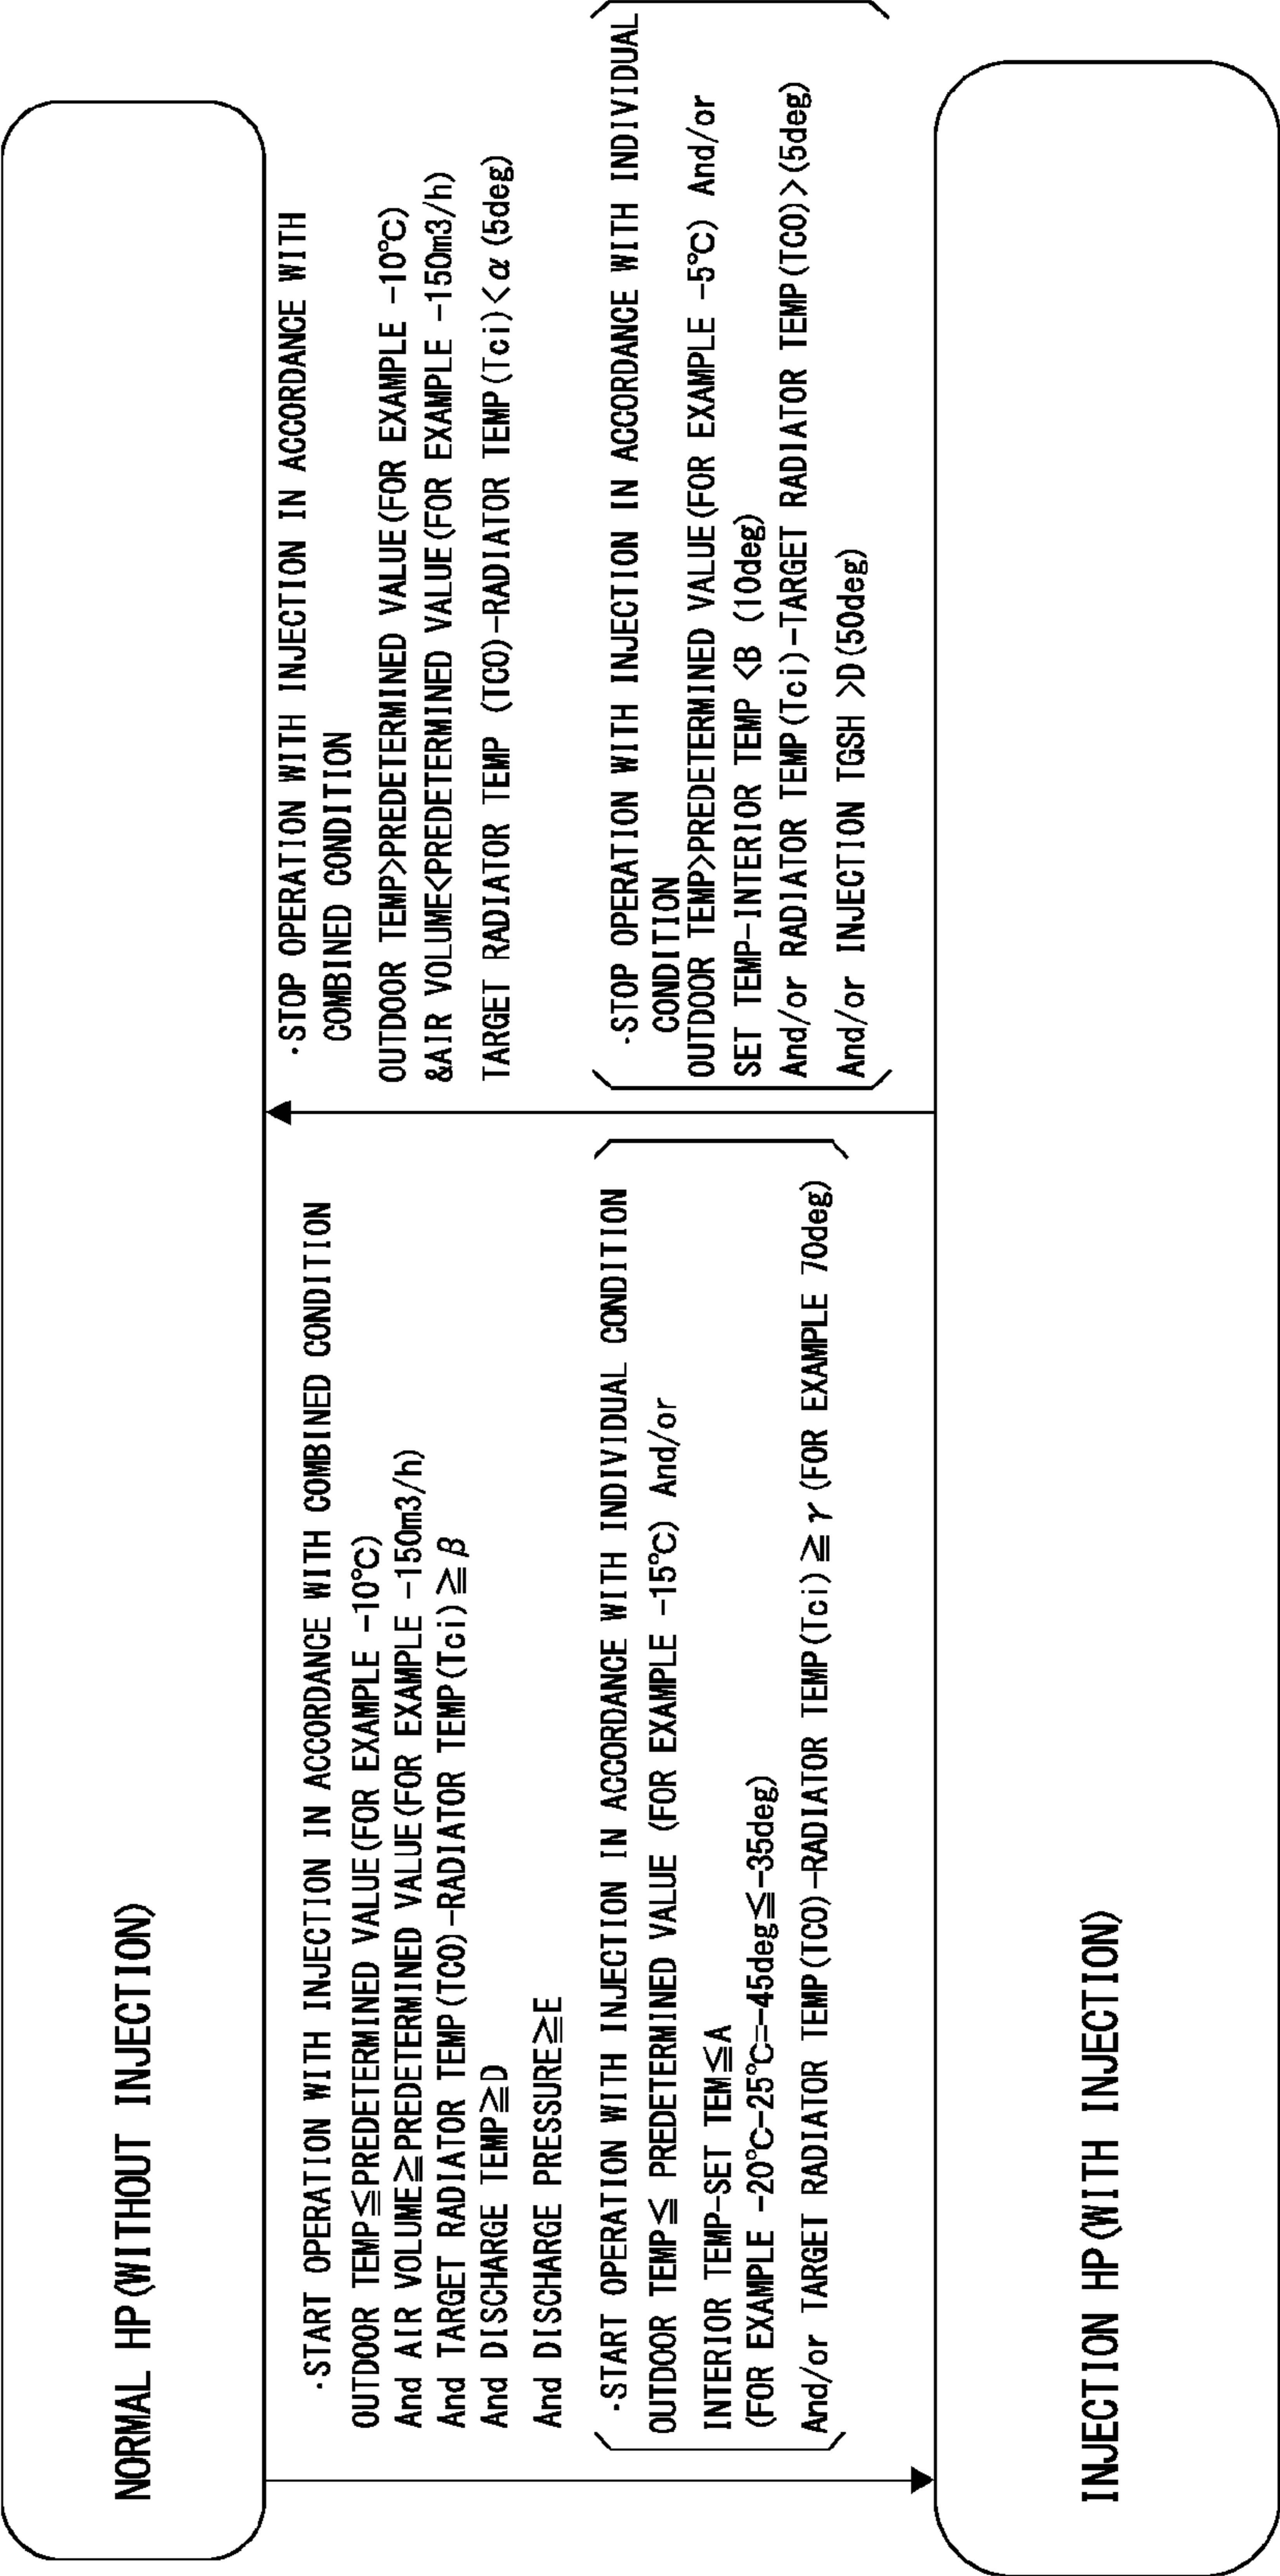 NORMAL HP(WITHOUT INJECTION)
·START OPERATION WITH INJECTION IN ACCORDANCE WITH COMBINED CONDITION
OUTDOOR TEMP≦PREDETERMINED VALUE(FOR EXAMPLE -10℃)
And AIR VOLUME≧PREDETERMINED VALUE(FOR EXAMPLE -150m3/h)
And TARGET RADIATOR TEMP(TCO)-RADIATOR TEMP(Tci)≧β
And DISCHARGE TEMP≧D
And DISCHARGE PRESSURE≧E
·START OPERATION WITH INJECTION IN ACCORDANCE WITH INDIVIDUAL CONDITION
OUTDOOR TEMP≦ PREDETERMINED VALUE (FOR EXAMPLE -15℃) And/or
INTERIOR TEMP-SET TEM≦A
(FOR EXAMPLE -20℃-25℃=-45deg≦-35deg)
And/or TARGET RADIATOR TEMP(TCO)-RADIATOR TEMP(Tci)≧γ(FOR EXAMPLE 70deg)
·STOP OPERATION WITH INJECTION IN ACCORDANCE WITH
COMBINED CONDITION
OUTDOOR TEMP>PREDETERMINED VALUE(FOR EXAMPLE -10℃)
&AIR VOLUME<PREDETERMINED VALUE(FOR EXAMPLE -150m3/h)
TARGET RADIATOR TEMP (TCO)-RADIATOR TEMP(Tci)<α(5deg)
·STOP OPERATION WITH INJECTION IN ACCORDANCE WITH INDIVIDUAL
CONDITION
OUTDOOR TEMP>PREDETERMINED VALUE(FOR EXAMPLE -5℃) And/or
SET TEMP-INTERIOR TEMP <B (10deg)
And/or RADIATOR TEMP(Tci)-TARGET RADIATOR TEMP(TCO)>(5deg)
And/or INJECTION TGSH >D(50deg)
INJECTION HP(WITH INJECTION)